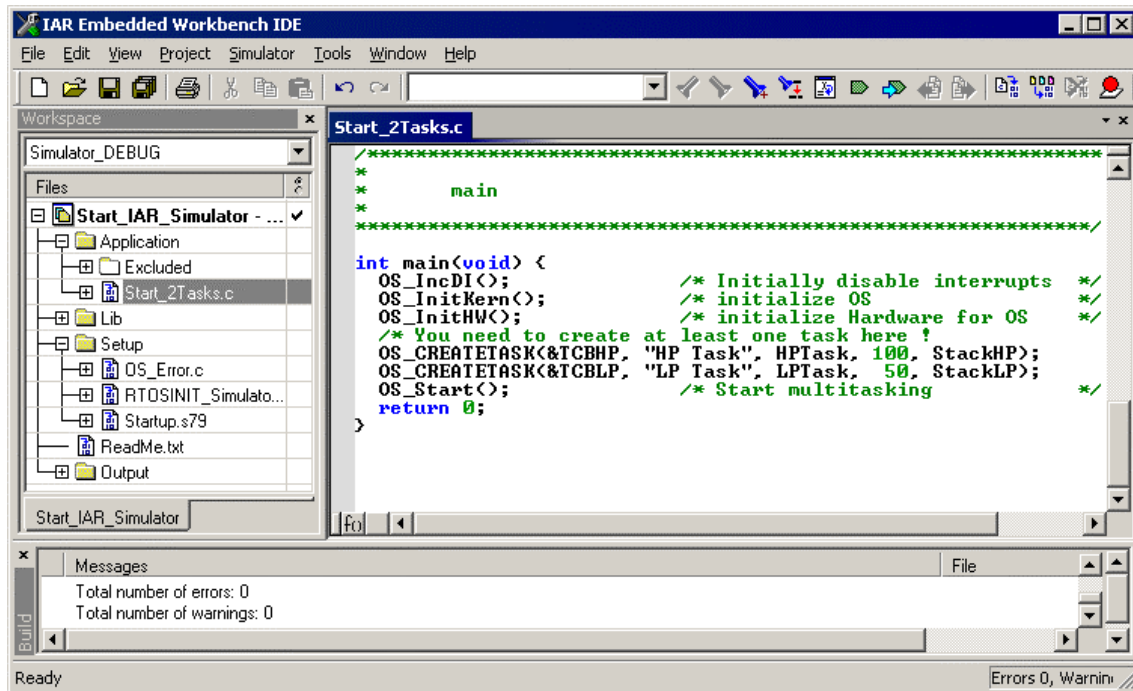 IAR Embedded Workbench IDE
File Edit View Project Simulator Tools Window Help
Workspace
Simulator_DEBUG
Files
Start_IAR_Simulator - ...
Application
Excluded
Start_2Tasks.c
Lib
Setup
OS_Error.c
RTOSINIT_Simulato...
Startup.s79
ReadMe.txt
Output
Start_IAR_Simulator
Start_2Tasks.c
/*****************************************************************
*
* main
*
******************************************************************/
int main(void) {
OS_IncDI(); /* Initially disable interrupts */
OS_InitKern(); /* initialize OS */
OS_InitHW(); /* initialize Hardware for OS */
/* You need to create at least one task here !
OS_CREATETASK(&TCBHP, "HP Task", HPTask, 100, StackHP);
OS_CREATETASK(&TCBLP, "LP Task", LPTask, 50, StackLP);
OS_Start(); /* Start multitasking */
return 0;
}
f()
Messages File
Total number of errors: 0
Total number of warnings: 0
Build
Ready Errors 0, Warnin